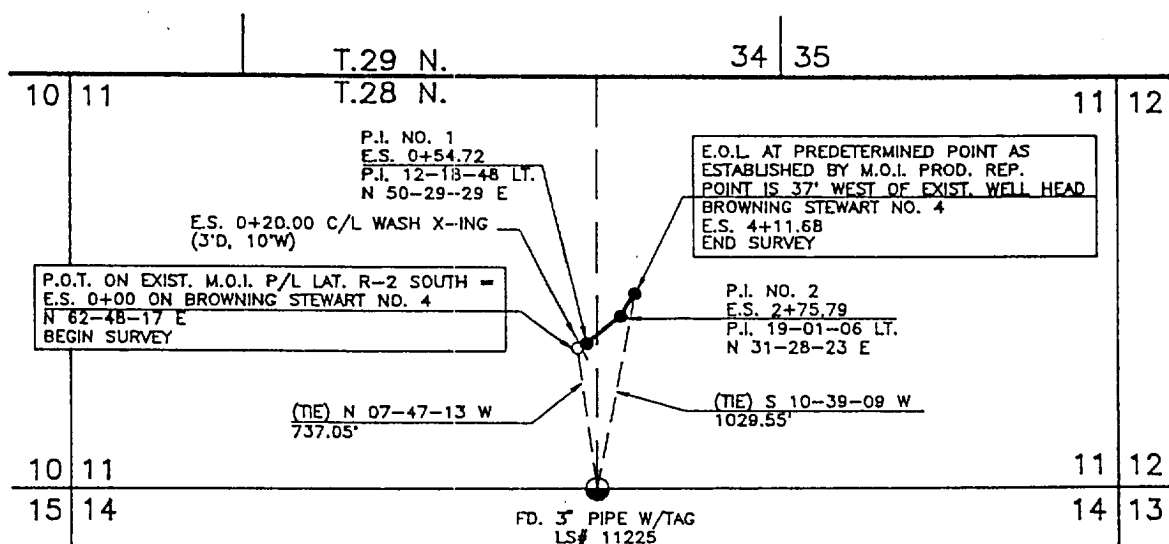 T.29 N.
34 35
10 11
T.28 N.
11 12
P.I. NO. 1
E.S. 0+54.72
P.I. 12-18-48 LT.
N 50-29--29 E
E.O.L. AT PREDETERMINED POINT AS
ESTABLISHED BY M.O.I. PROD. REP.
POINT IS 37' WEST OF EXIST. WELL HEAD
BROWNING STEWART NO. 4
E.S. 4+11.68
END SURVEY
E.S. 0+20.00 C/L WASH X--ING
(3'D, 10'W)
P.O.T. ON EXIST. M.O.I. P/L LAT. R-2 SOUTH =
E.S. 0+00 ON BROWNING STEWART NO. 4
N 62-48-17 E
BEGIN SURVEY
P.I. NO. 2
E.S. 2+75.79
P.I. 19-01-06 LT.
N 31-28-23 E
(TIE) N 07-47-13 W
737.05'
(TIE) S 10-39-09 W
1029.55'
10 11
11 12
15 14
14 13
FD. 3" PIPE W/TAG
LS# 11225